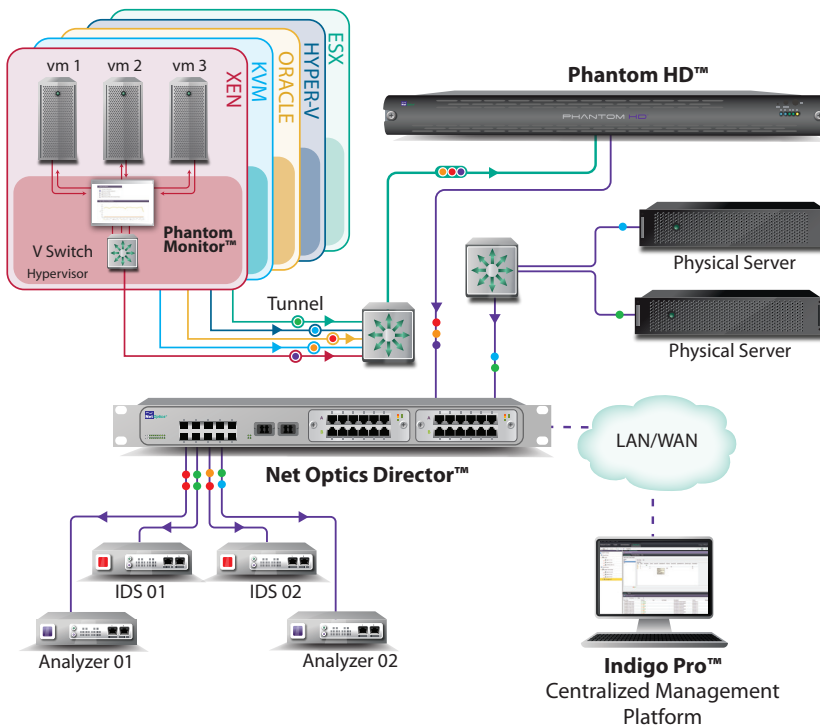 ESX
HYPER-V
ORACLE
KVM
XEN
vm 1
vm 2
vm 3
Phantom
Monitor™
V Switch
Hypervisor
Tunnel
Phantom HD™
PHANTOM HD
Physical Server
Physical Server
LAN/WAN
Net Optics Director™
IDS 01
IDS 02
Analyzer 01
Analyzer 02
Indigo Pro™
Centralized Management
Platform